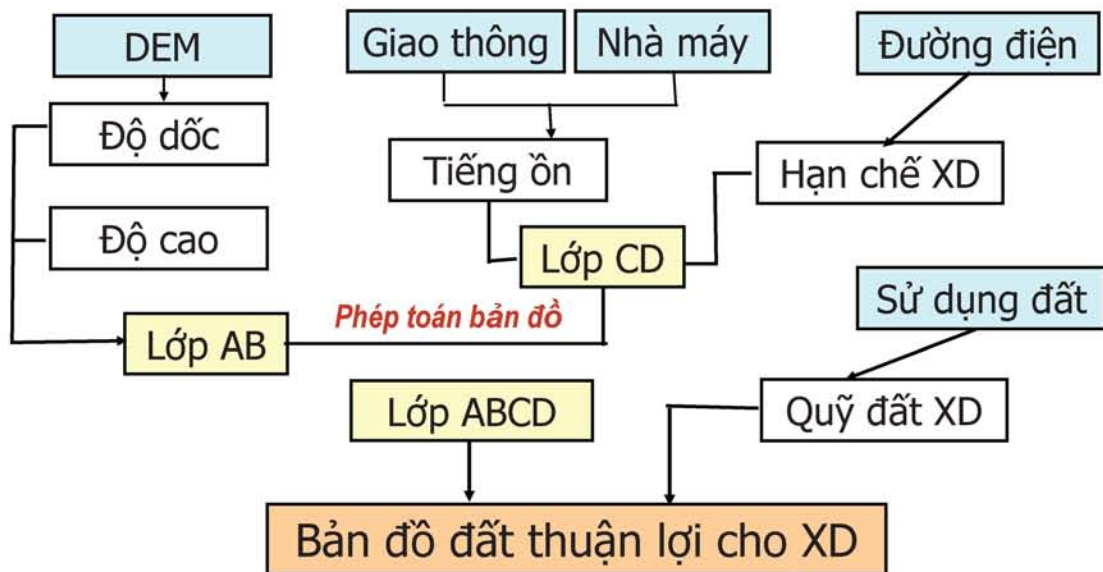 DEM
Giao thông
Nhà máy
Đường điện
Độ dốc
Tiếng ồn
Hạn chế XD
Độ cao
Lớp CD
Sử dụng đất
Phép toán bản đồ
Lớp AB
Lớp ABCD
Quỹ đất XD
Bản đồ đất thuận lợi cho XD